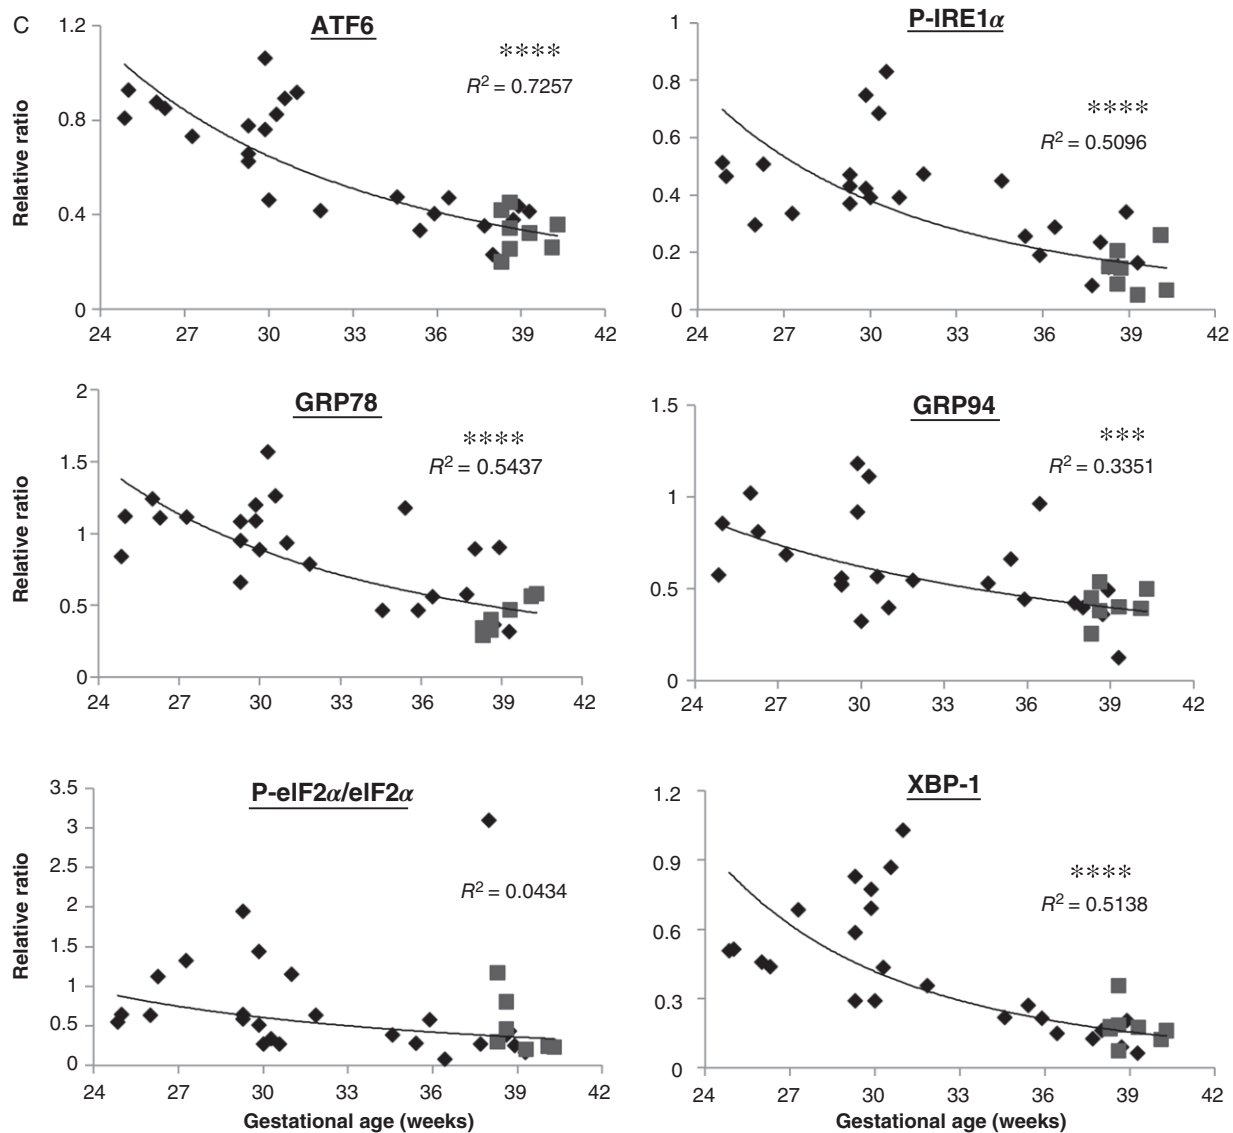 C
ATF6
1.2
0.8
0.4
0
Relative ratio
****
R² = 0.7257
24 27 30 33 36 39 42
P-IRE1α
1
0.8
0.6
0.4
0.2
0
****
R² = 0.5096
24 27 30 33 36 39 42
GRP78
2
1.5
1
0.5
0
Relative ratio
****
R² = 0.5437
24 27 30 33 36 39 42
GRP94
1.5
1
0.5
0
***
R² = 0.3351
24 27 30 33 36 39 42
P-eIF2α/eIF2α
3.5
3
2.5
2
1.5
1
0.5
0
Relative ratio
R² = 0.0434
24 27 30 33 36 39 42
Gestational age (weeks)
XBP-1
1.2
0.9
0.6
0.3
0
****
R² = 0.5138
24 27 30 33 36 39 42
Gestational age (weeks)